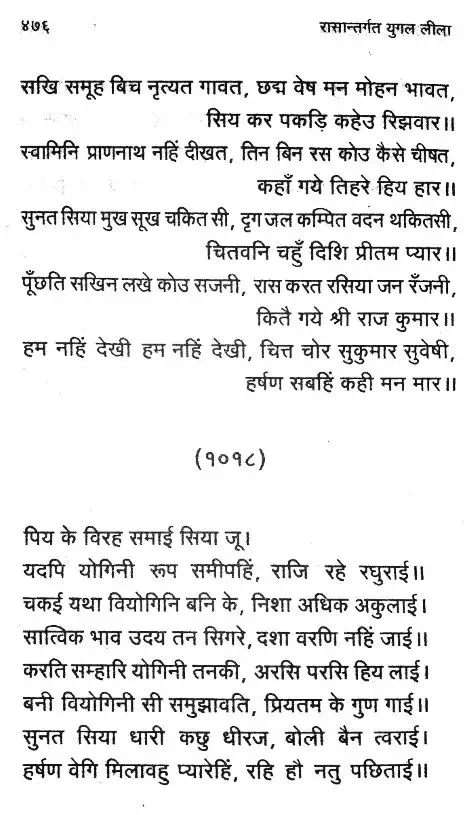 ४७६ रासान्तर्गत युगल लीला
सखि समूह बिच नृत्यत गावत, छद्म वेष मन मोहन भावत,
सिय कर पकड़ि कहेउ रिझवार॥
स्वामिनि प्राणनाथ नहिं दीखत, तिन बिन रस कोउ कैसे चीषत,
कहाँ गये तिहरे हिय हार॥
सुनत सिया मुख सूख चकित सी, दृग जल कम्पित वदन थकितसी,
चितवनि चहुँ दिशि प्रीतम प्यार॥
पूँछति सखिन लखे कोउ सजनी, रास करत रसिया जन रँजनी,
कितै गये श्री राज कुमार॥
हम नहिं देखी हम नहिं देखी, चित्त चोर सुकुमार सुवेषी,
हर्षण सबहिं कही मन मार॥
(१०१८)
पिय के विरह समाई सिया जू।
यदपि योगिनी रूप समीपहिं, राजि रहे रघुराई॥
चकई यथा वियोगिनि बनि के, निशा अधिक अकुलाई।
सात्विक भाव उदय तन सिगरे, दशा वरणि नहिं जाई॥
करति सम्हारि योगिनी तनकी, अरसि परसि हिय लाई।
बनी वियोगिनी सी समुझावति, प्रियतम के गुण गाई॥
सुनत सिया धारी कछु धीरज, बोली बैन त्वराई।
हर्षण वेगि मिलावहु प्यारेहिं, रहि हौ नतु पछिताई॥